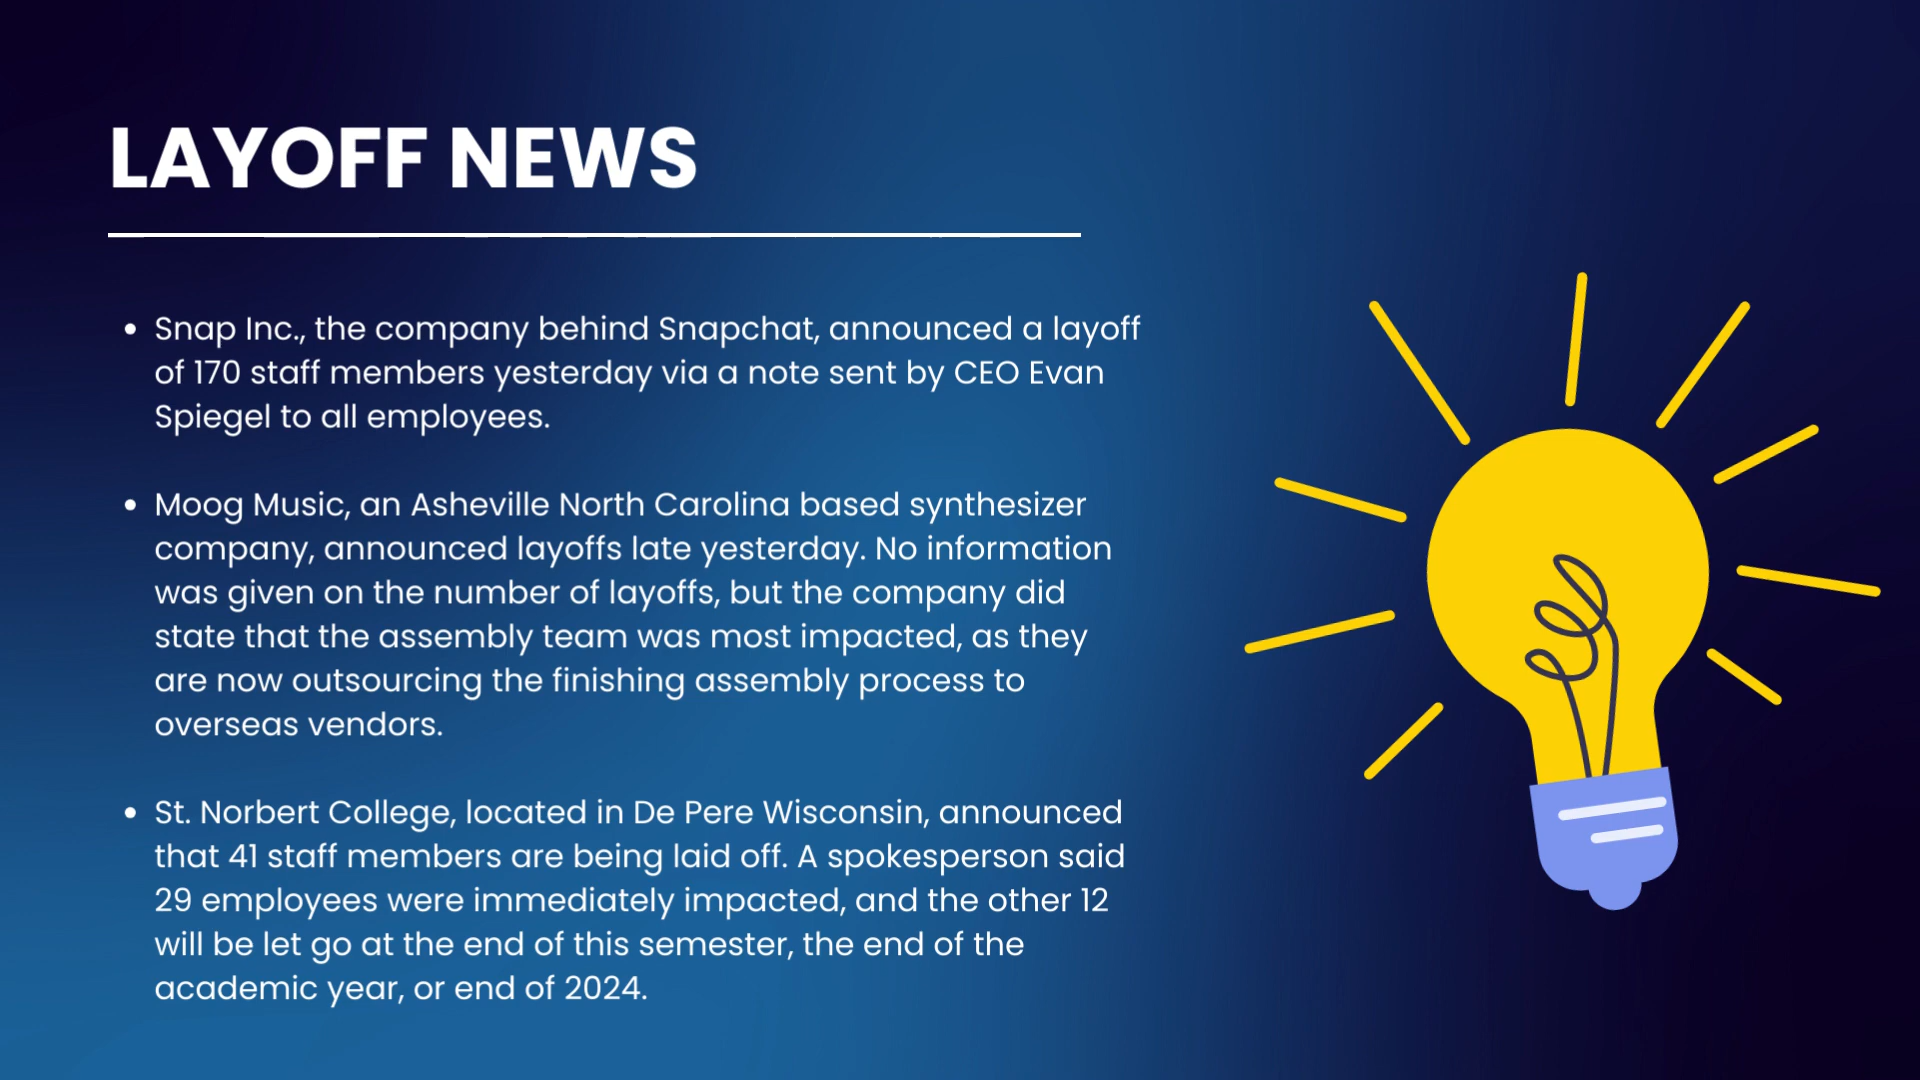 LAYOFF NEWS
• Snap Inc., the company behind Snapchat, announced a layoff
of 170 staff members yesterday via a note sent by CEO Evan
Spiegel to all employees.
• Moog Music, an Asheville North Carolina based synthesizer
company, announced layoffs late yesterday. No information
was given on the number of layoffs, but the company did
state that the assembly team was most impacted, as they
are now outsourcing the finishing assembly process to
overseas vendors.
• St. Norbert College, located in De Pere Wisconsin, announced
that 41 staff members are being laid off. A spokesperson said
29 employees were immediately impacted, and the other 12
will be let go at the end of this semester, the end of the
academic year, or end of 2024.